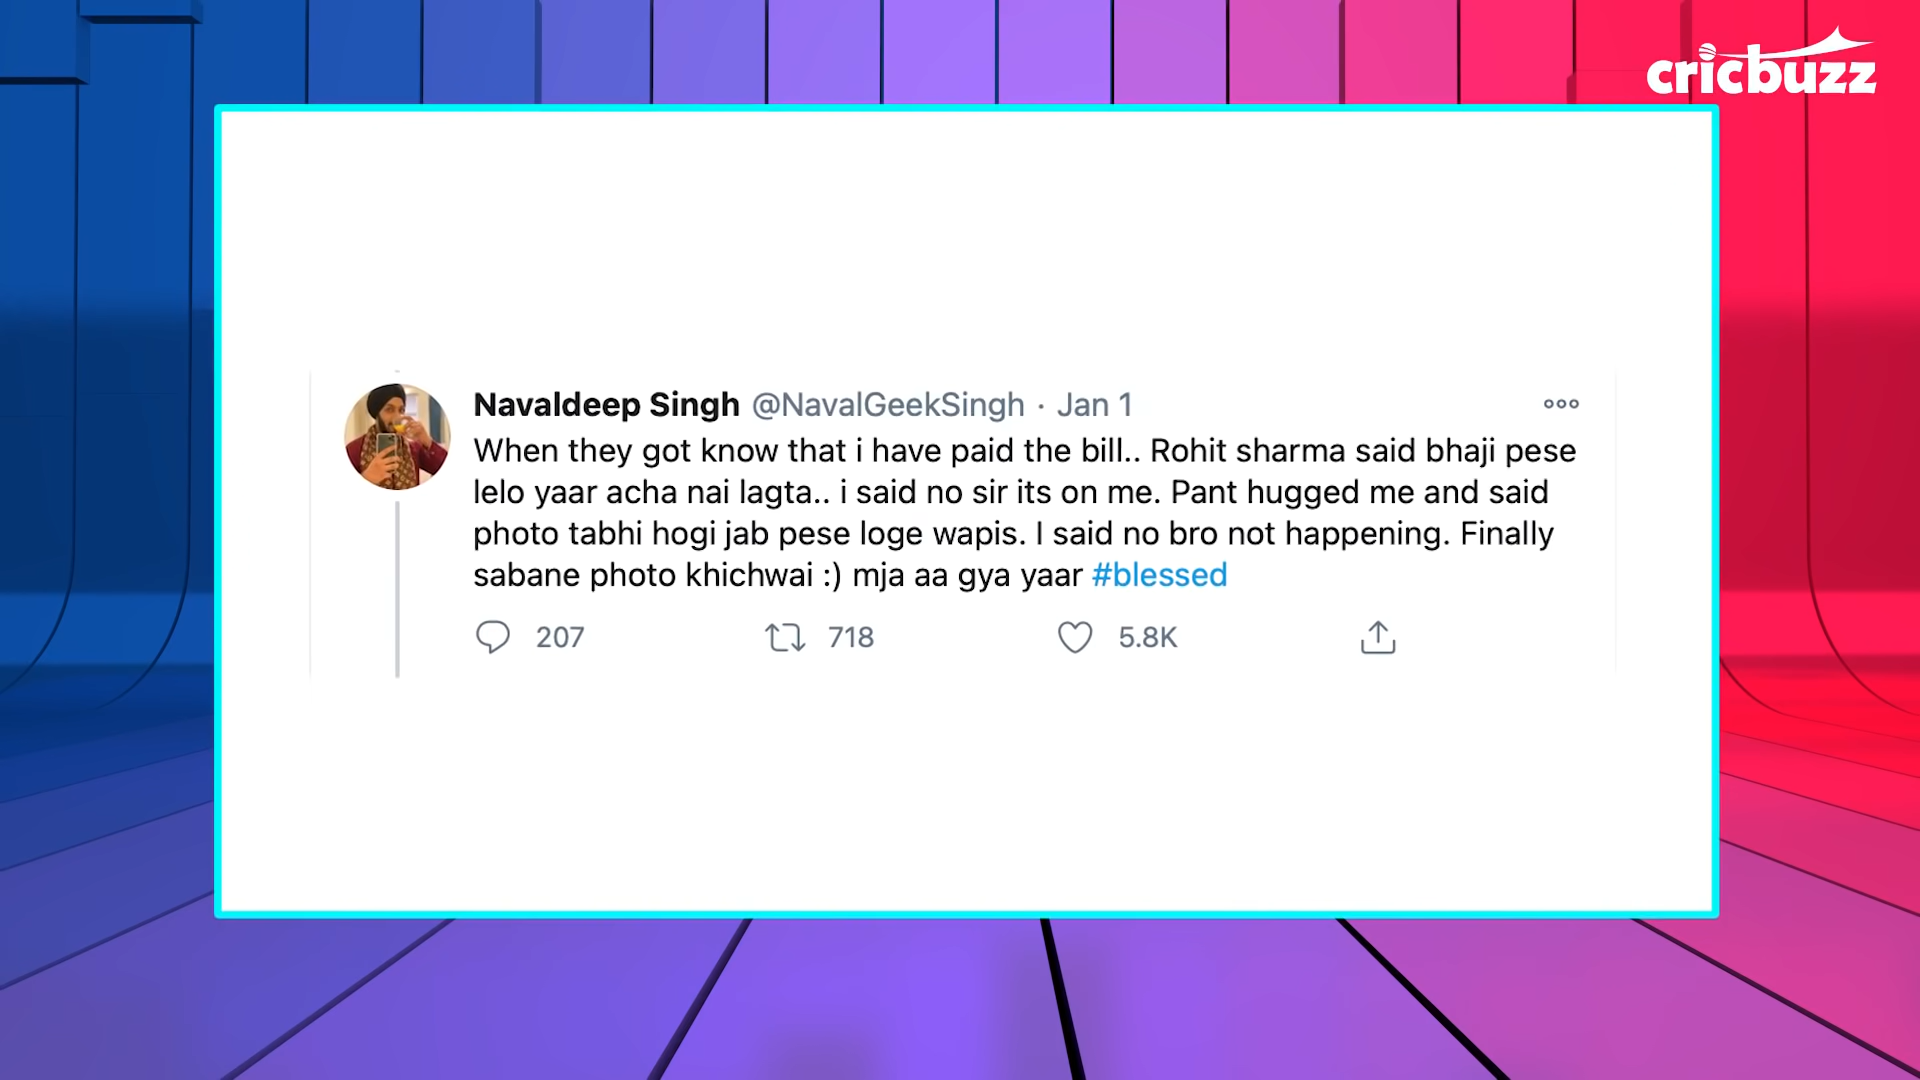 cricbuzz
Navaldeep Singh @NavalGeekSingh · Jan 1
When they got know that i have paid the bill.. Rohit sharma said bhaji pese
lelo yaar acha nai lagta.. i said no sir its on me. Pant hugged me and said
photo tabhi hogi jab pese loge wapis. I said no bro not happening. Finally
sabane photo khichwai :) mja aa gya yaar #blessed
207 718 5.8K